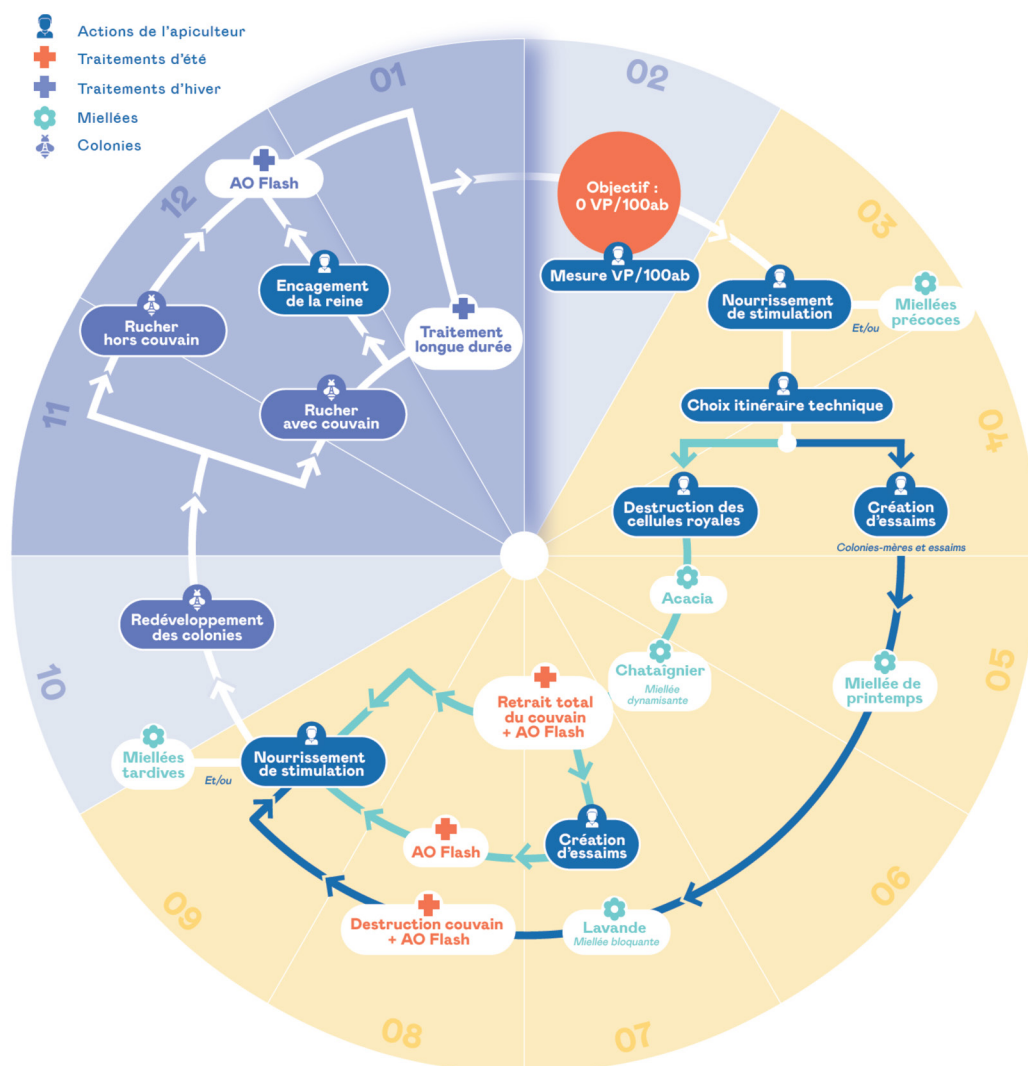 Actions de l'apiculteur
Traitements d'été
Traitements d'hiver
Miellées
Colonies
01
02
03
04
05
06
07
08
09
10
11
12
Objectif :
0 VP/100ab
Mesure VP/100ab
Nourrissement
de stimulation
Et/ou
Miellées
précoces
Choix itinéraire technique
Destruction des
cellules royales
Création
d'essaims
Colonies-mères et essaims
Acacia
Chataîgnier
Miellée
dynamisante
Miellée de
printemps
Retrait total
du couvain
+ AO Flash
Création
d'essaims
AO Flash
Lavande
Miellée bloquante
Destruction couvain
+ AO Flash
Nourrissement
de stimulation
Et/ou
Miellées
tardives
Redéveloppement
des colonies
Rucher
avec couvain
Rucher
hors couvain
Encagement
de la reine
Traitement
longue durée
AO Flash